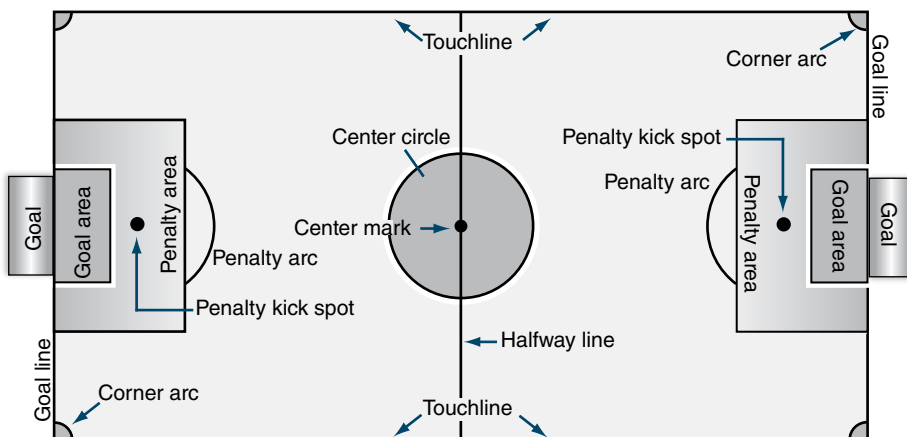 Touchline
Corner arc
Goal line
Center circle
Penalty kick spot
Penalty area
Penalty arc
Penalty area
Goal area
Goal
Goal
Goal area
Center mark
Penalty arc
Penalty kick spot
Halfway line
Goal line
Corner arc
Touchline